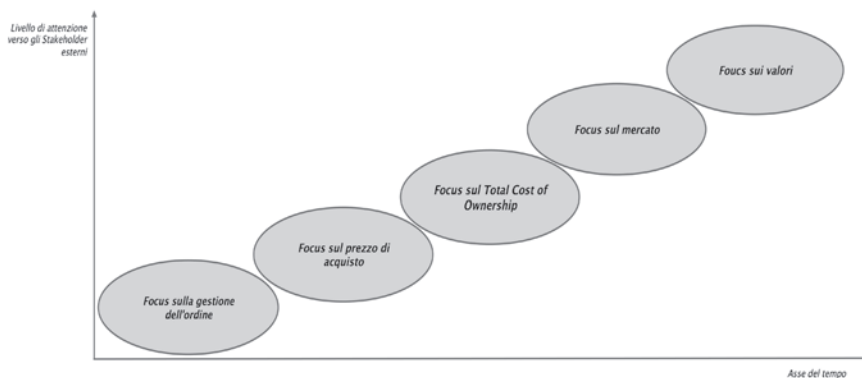 Livello di attenzione
verso gli Stakeholder
esterni
Foucs sui valori
Focus sul mercato
Focus sul Total Cost of
Ownership
Focus sul prezzo di
acquisto
Focus sulla gestione
dell'ordine
Asse del tempo